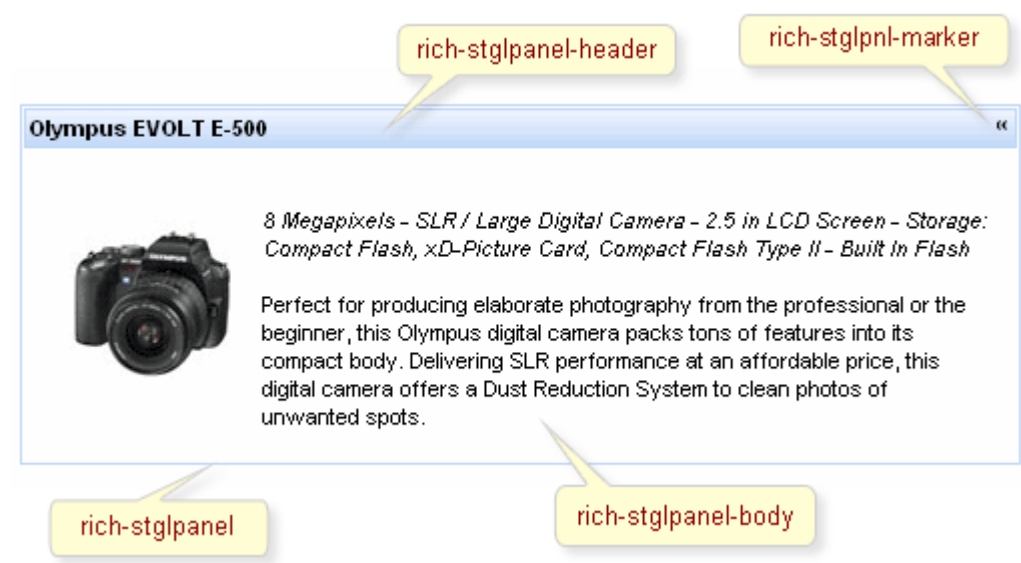 rich-stglpanel-header
rich-stglpnl-marker
Olympus EVOLT E-500 «
8 Megapixels - SLR / Large Digital Camera - 2.5 in LCD Screen - Storage:
Compact Flash, xD-Picture Card, Compact Flash Type II - Built In Flash
OLYMPUS
Perfect for producing elaborate photography from the professional or the
beginner, this Olympus digital camera packs tons of features into its
compact body. Delivering SLR performance at an affordable price, this
digital camera offers a Dust Reduction System to clean photos of
unwanted spots.
rich-stglpanel
rich-stglpanel-body